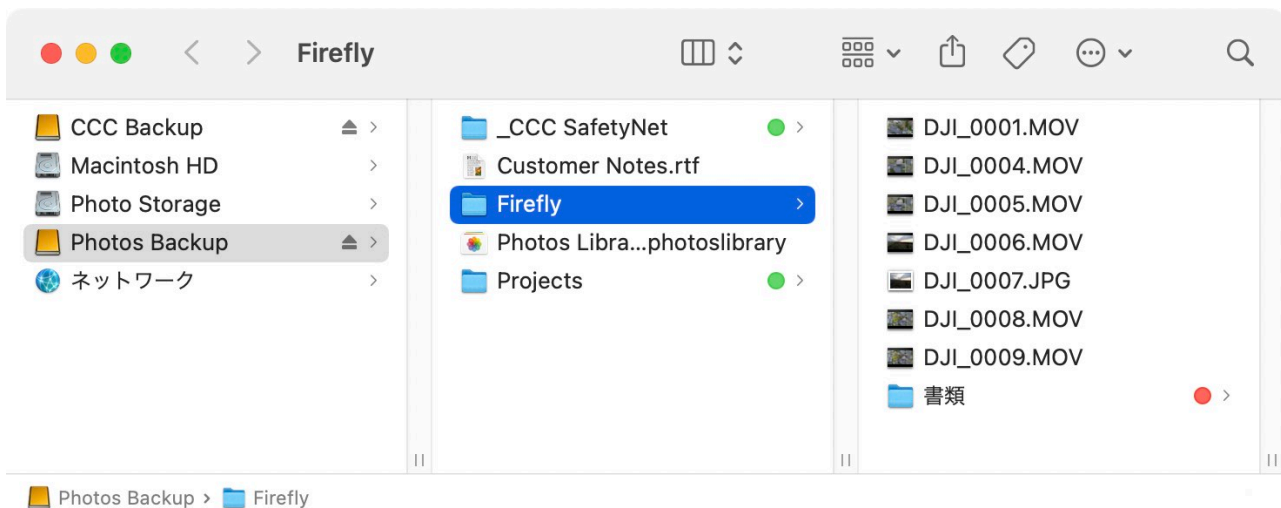 Firefly
CCC Backup
Macintosh HD
Photo Storage
Photos Backup
ネットワーク
_CCC SafetyNet
Customer Notes.rtf
Firefly
Photos Libra...photoslibrary
Projects
DJI_0001.MOV
DJI_0004.MOV
DJI_0005.MOV
DJI_0006.MOV
DJI_0007.JPG
DJI_0008.MOV
DJI_0009.MOV
書類
Photos Backup › Firefly